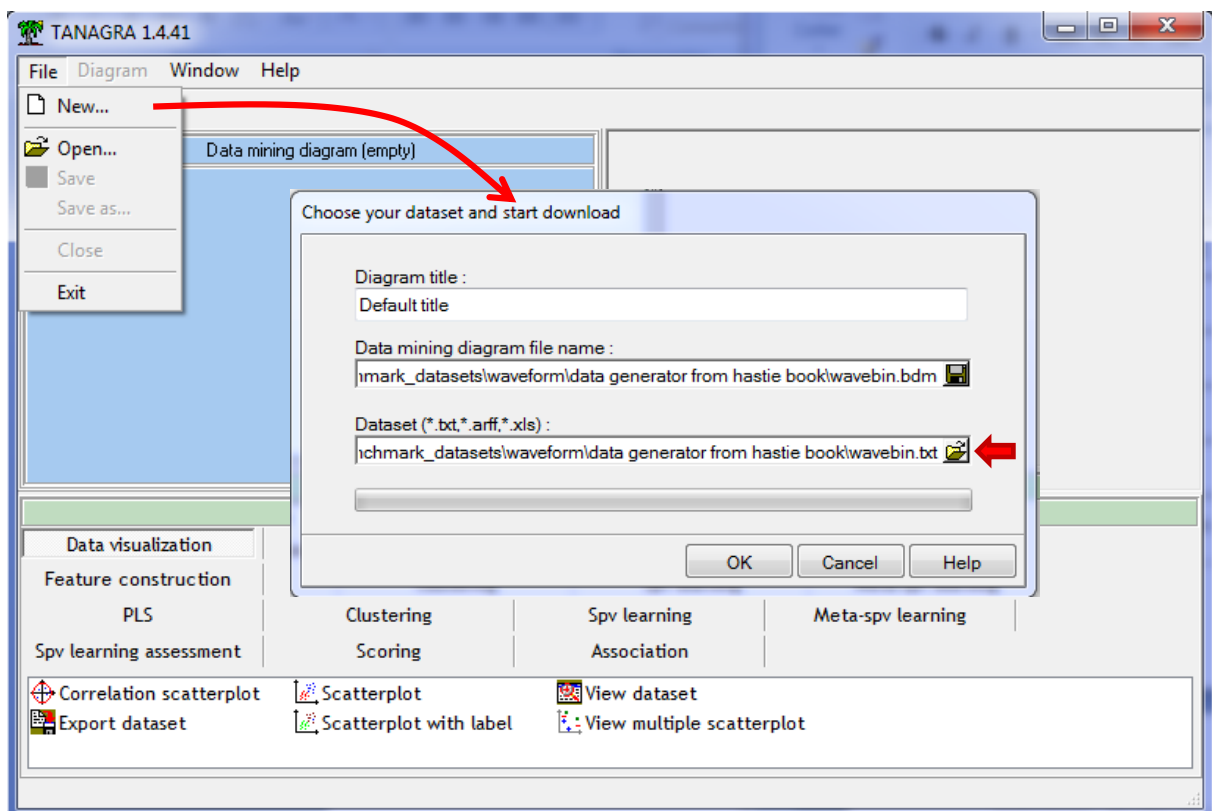 TANAGRA 1.4.41
File Diagram Window Help
New...
Open...
Save
Save as...
Close
Exit
Data mining diagram (empty)
Choose your dataset and start download
Diagram title :
Default title
Data mining diagram file name :
mark_datasets\waveform\data generator from hastie book\wavebin.bdm
Dataset (*.txt,*.arff,*.xls) :
chmark_datasets\waveform\data generator from hastie book\wavebin.txt
OK Cancel Help
Data visualization
Feature construction
PLS Clustering Spv learning Meta-spv learning
Spv learning assessment Scoring Association
Correlation scatterplot Scatterplot View dataset
Export dataset Scatterplot with label View multiple scatterplot